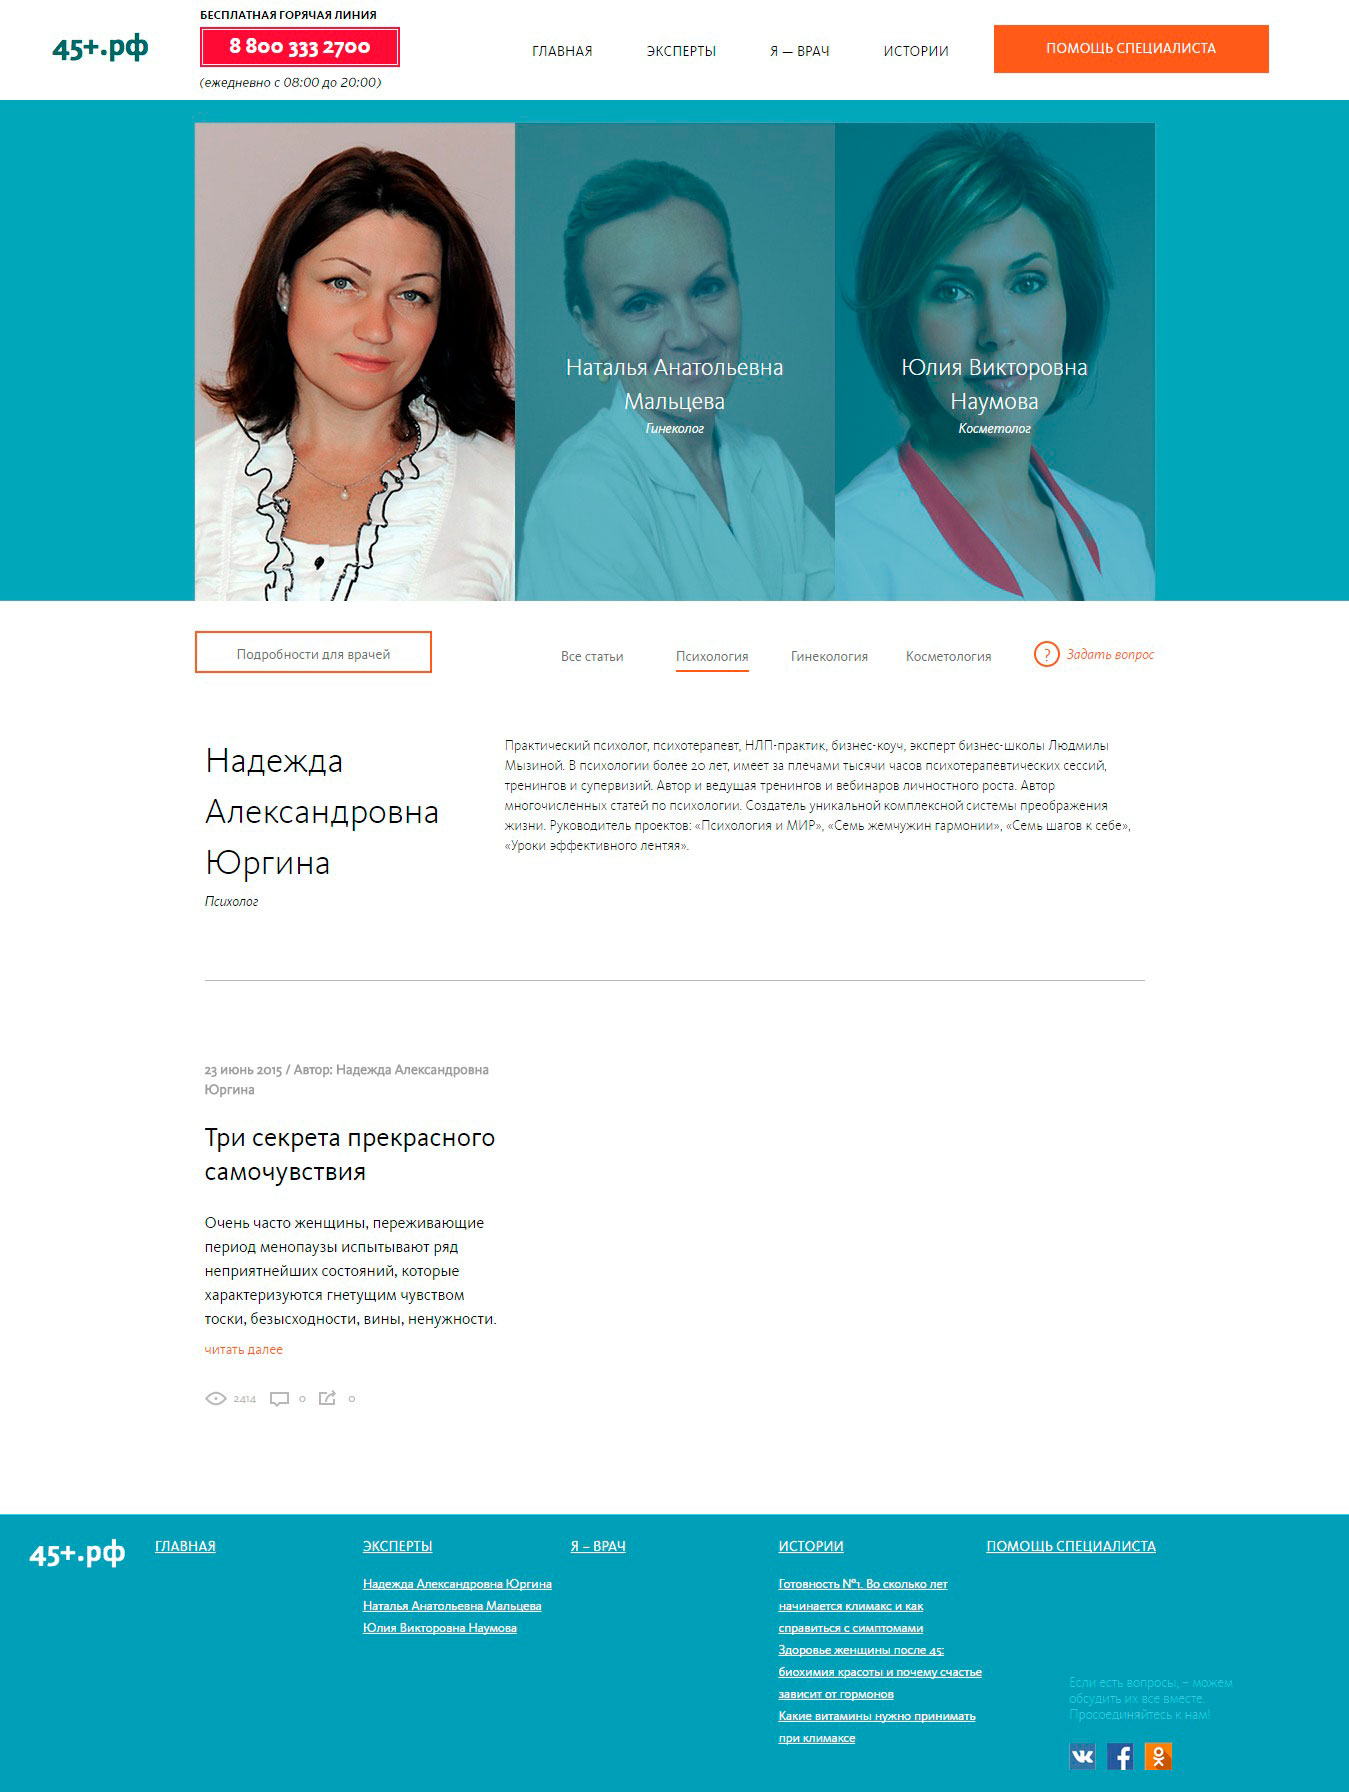 45+.рф
БЕСПЛАТНАЯ ГОРЯЧАЯ ЛИНИЯ
8 800 333 2700
(ежедневно с 08:00 до 20:00)
ГЛАВНАЯ
ЭКСПЕРТЫ
Я — ВРАЧ
ИСТОРИИ
ПОМОЩЬ СПЕЦИАЛИСТА
Наталья Анатольевна
Мальцева
Гинеколог
Юлия Викторовна
Наумова
Косметолог
Подробности для врачей
Все статьи
Психология
Гинекология
Косметология
? Задать вопрос
Надежда
Александровна
Юргина
Психолог
Практический психолог, психотерапевт, НЛП-практик, бизнес-коуч, эксперт бизнес-школы Людмилы
Мызиной. В психологии более 20 лет, имеет за плечами тысячи часов психотерапевтических сессий,
тренингов и супервизий. Автор и ведущая тренингов и вебинаров личностного роста. Автор
многочисленных статей по психологии. Создатель уникальной комплексной системы преображения
жизни. Руководитель проектов: «Психология и МИР», «Семь жемчужин гармонии», «Семь шагов к себе»,
«Уроки эффективного лентяя».
23 июнь 2015 / Автор: Надежда Александровна
Юргина
Три секрета прекрасного
самочувствия
Очень часто женщины, переживающие
период менопаузы испытывают ряд
неприятнейших состояний, которые
характеризуются гнетущим чувством
тоски, безысходности, вины, ненужности.
читать далее
2414 0 0
45+.рф
ГЛАВНАЯ
ЭКСПЕРТЫ
Надежда Александровна Юргина
Наталья Анатольевна Мальцева
Юлия Викторовна Наумова
Я – ВРАЧ
ИСТОРИИ
Готовность №1. Во сколько лет
начинается климакс и как
справиться с симптомами
Здоровье женщины после 45:
биохимия красоты и почему счастье
зависит от гормонов
Какие витамины нужно принимать
при климаксе
ПОМОЩЬ СПЕЦИАЛИСТА
Если есть вопросы, – можем
обсудить их все вместе.
Просоединяйтесь к нам!